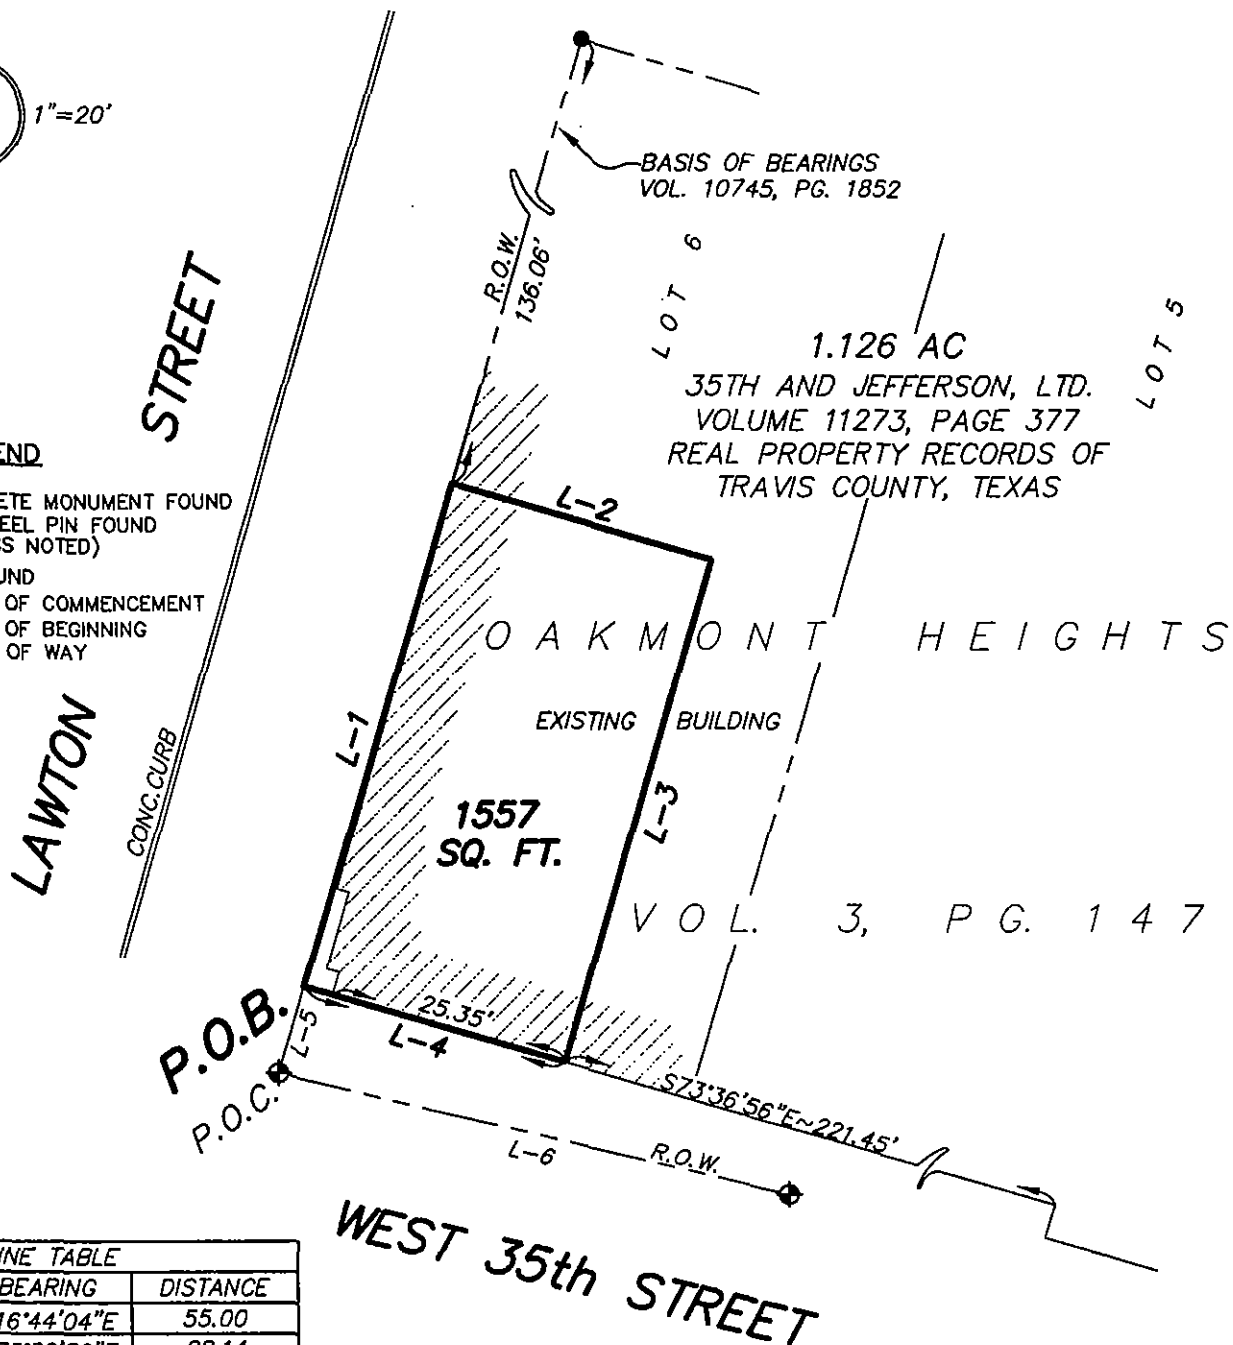 1"=20'
BASIS OF BEARINGS
VOL. 10745, PG. 1852
STREET
R.O.W.
136.06'
LOT 6
LOT 5
1.126 AC
35TH AND JEFFERSON, LTD.
VOLUME 11273, PAGE 377
REAL PROPERTY RECORDS OF
TRAVIS COUNTY, TEXAS
END
ETE MONUMENT FOUND
EEL PIN FOUND
SS NOTED)
UND
OF COMMENCEMENT
OF BEGINNING
OF WAY
L-2
OAKMONT HEIGHTS
EXISTING BUILDING
L-1
L-3
LAWTON
CONC.CURB
1557
SQ. FT.
VOL. 3, PG. 147
P.O.B.
L-5
25.35'
L-4
P.O.C.
S73°36'56"E~221.45'
L-6
R.O.W.
WEST 35th STREET
INE TABLE
BEARING DISTANCE
16°44'04"E 55.00